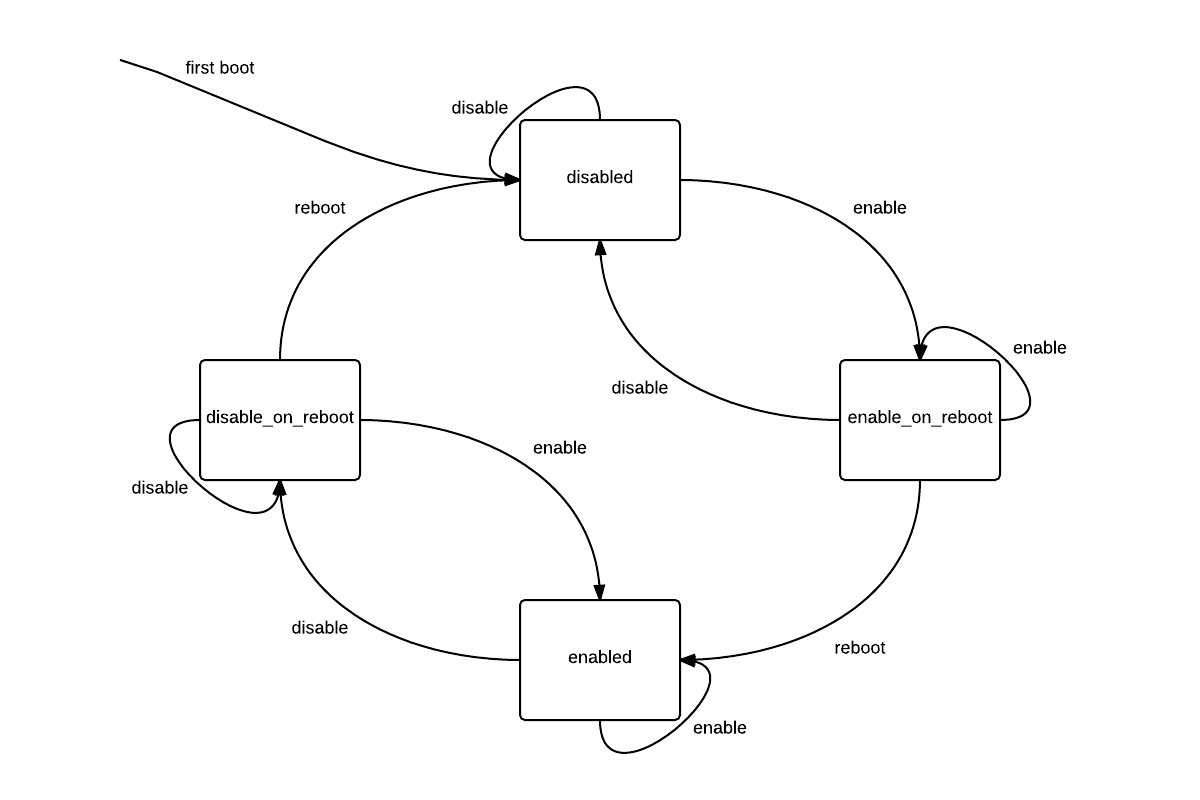 first boot
disable
disabled
reboot
enable
enable
disable
disable_on_reboot
enable_on_reboot
enable
disable
disable
reboot
enabled
enable